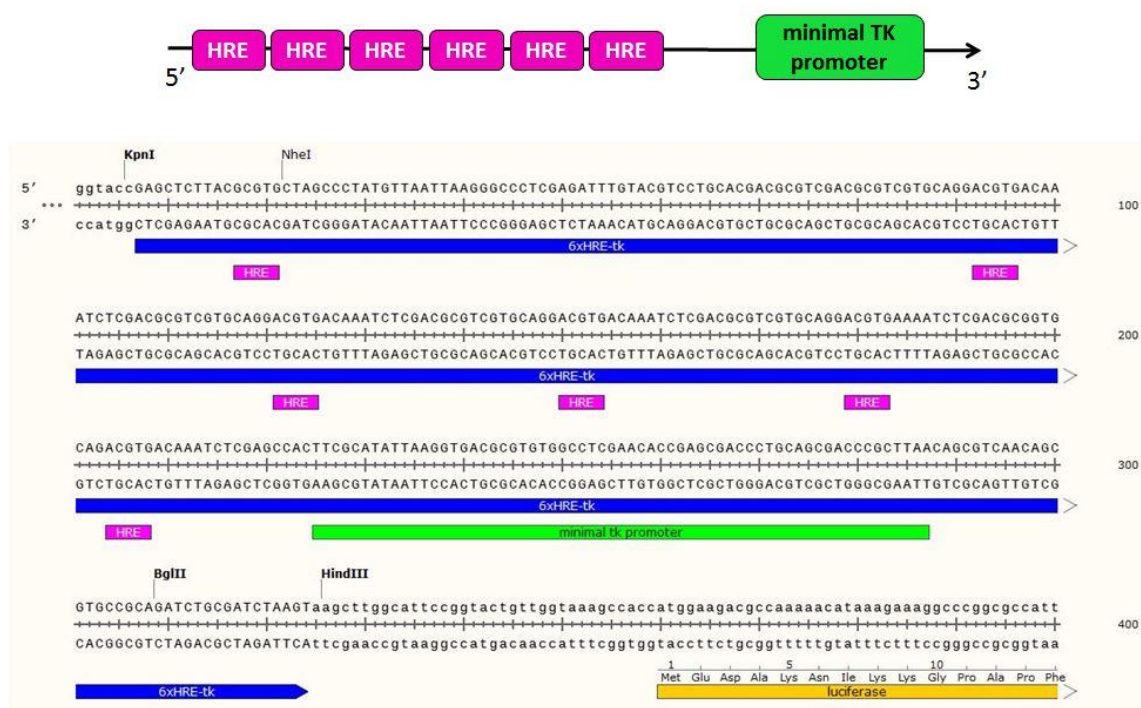 HRE HRE HRE HRE HRE HRE
minimal TK
promoter
5’
3’
KpnI
NheI
5’ ggtaccGAGCTCTTACGCGTGCTAGCCCTATGTTAATTAAGGGCCCTCGAGATTTGTACGTCCTGCACGACGCGTCGACGCGTCGTGCAGGACGTGACAA
... 100
3’ ccatggCTCGAGAATGCGCACGATCGGGATACAATTAATTCCCGGGAGCTCTAAACATGCAGGACGTGCTGCGCAGCTGCGCAGCACGTCCTGCACTGTT
6xHRE-tk
HRE HRE
ATCTCGACGCGTCGTGCAGGACGTGACAAATCTCGACGCGTCGTGCAGGACGTGACAAATCTCGACGCGTCGTGCAGGACGTGAAAATCTCGACGCGGTG
200
TAGAGCTGCGCAGCACGTCCTGCACTGTTTAGAGCTGCGCAGCACGTCCTGCACTGTTTAGAGCTGCGCAGCACGTCCTGCACTTTTAGAGCTGCGCCAC
6xHRE-tk
HRE HRE HRE
CAGACGTGACAAATCTCGAGCCACTTCGCATATTAAGGTGACGCGTGTGGCCTCGAACACCGAGCGACCCTGCAGCGACCCGCTTAACAGCGTCAACAGC
300
GTCTGCACTGTTTAGAGCTCGGTGAAGCGTATAATTCCACTGCGCACACCGGAGCTTGTGGCTCGCTGGGACGTCGCTGGGCGAATTGTCGCAGTTGTCG
6xHRE-tk
HRE minimal tk promoter
BglII HindIII
GTGCCGCAGATCTGCGATCTAAGTaagcttggcattccggtactgttggtaaagccaccatggaagacgccaaaaacataaagaaaggcccggcgccatt
400
CACGGCGTCTAGACGCTAGATTCAttcgaaccgtaaggccatgacaaccatttcggtggtaccttctgcggtttttgtatttctttccgggccgcggtaa
1 5 10
Met Glu Asp Ala Lys Asn Ile Lys Lys Gly Pro Ala Pro Phe
6xHRE-tk luciferase